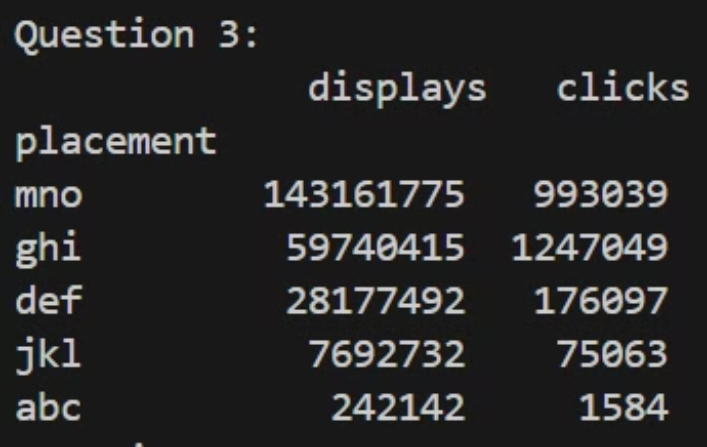 Question 3:
displays clicks
placement
mno 143161775 993039
ghi 59740415 1247049
def 28177492 176097
jkl 7692732 75063
abc 242142 1584